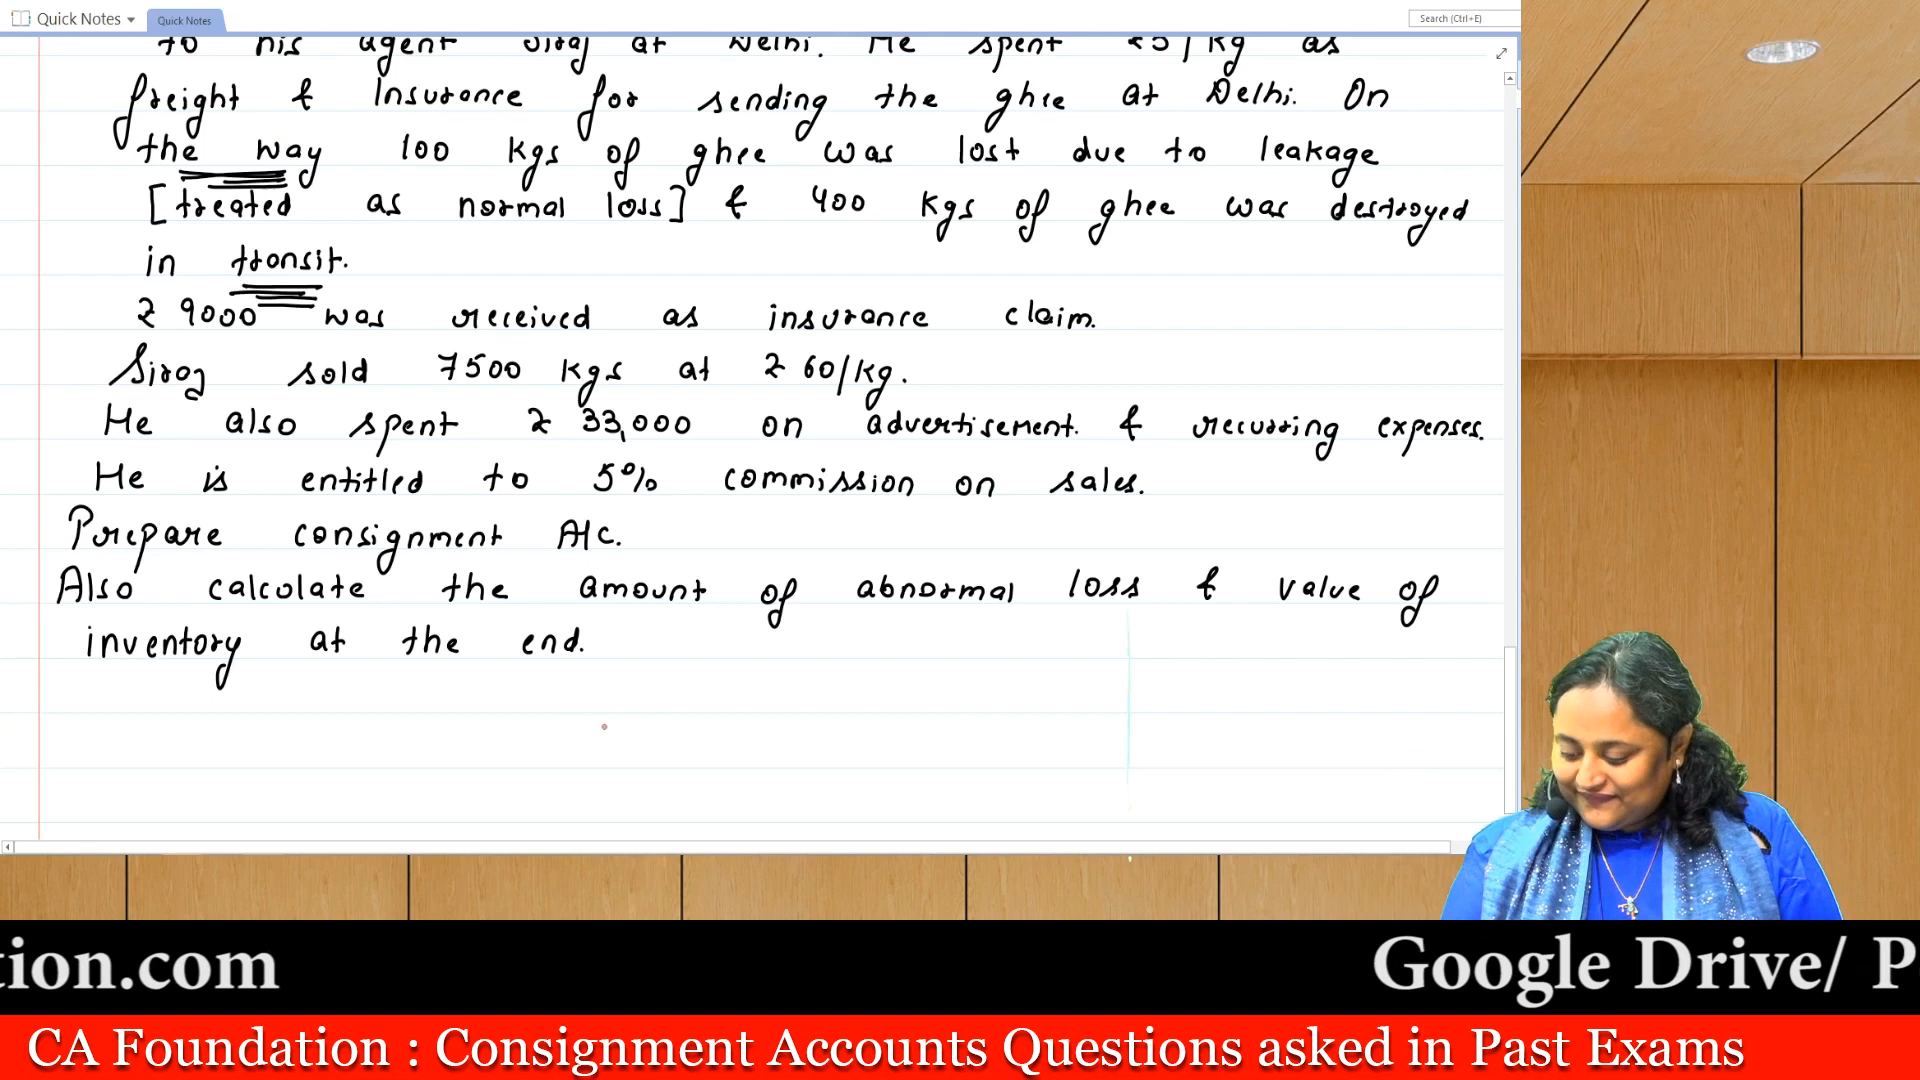 Quick Notes
Quick Notes
Search (Ctrl+E)
to his agent Siraj at Delhi. He spent ₹5/kg as
freight & Insurance for sending the ghee at Delhi. On
the way 100 kgs of ghee was lost due to leakage
[treated as normal loss] & 400 kgs of ghee was destroyed
in transit.
₹ 9000 was received as insurance claim.
Siraj sold 7500 kgs at ₹ 60/kg.
He also spent ₹ 33,000 on advertisement & recurring expenses.
He is entitled to 5% commission on sales.
Prepare consignment A/c.
Also calculate the amount of abnormal loss & value of
inventory at the end.
tion.com Google Drive/ P
CA Foundation : Consignment Accounts Questions asked in Past Exams